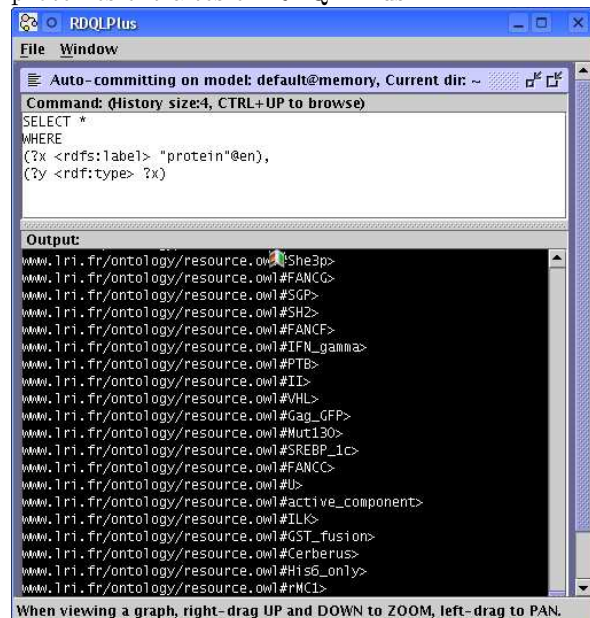 RDQLPlus
File Window
Auto-committing on model: default@memory, Current dir: ~
Command: (History size:4, CTRL+UP to browse)
SELECT *
WHERE
(?x <rdfs:label> "protein"@en),
(?y <rdf:type> ?x)
Output:
www.lri.fr/ontology/resource.owl#She3p>
www.lri.fr/ontology/resource.owl#FANCG>
www.lri.fr/ontology/resource.owl#SGP>
www.lri.fr/ontology/resource.owl#SH2>
www.lri.fr/ontology/resource.owl#FANCF>
www.lri.fr/ontology/resource.owl#IFN_gamma>
www.lri.fr/ontology/resource.owl#PTB>
www.lri.fr/ontology/resource.owl#II>
www.lri.fr/ontology/resource.owl#VHL>
www.lri.fr/ontology/resource.owl#Gag_GFP>
www.lri.fr/ontology/resource.owl#Mut130>
www.lri.fr/ontology/resource.owl#SREBP_1c>
www.lri.fr/ontology/resource.owl#FANCC>
www.lri.fr/ontology/resource.owl#U>
www.lri.fr/ontology/resource.owl#active_component>
www.lri.fr/ontology/resource.owl#ILK>
www.lri.fr/ontology/resource.owl#GST_fusion>
www.lri.fr/ontology/resource.owl#Cerberus>
www.lri.fr/ontology/resource.owl#His6_only>
www.lri.fr/ontology/resource.owl#rMC1>
When viewing a graph, right-drag UP and DOWN to ZOOM, left-drag to PAN.